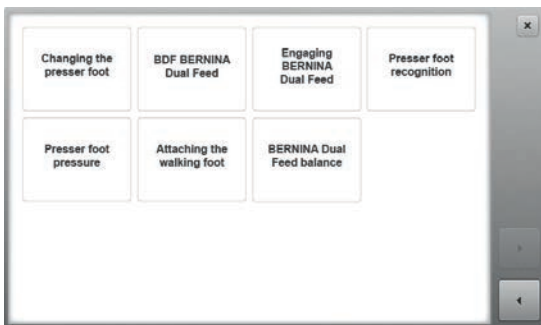 Changing the
presser foot
BDF BERNINA
Dual Feed
Engaging
BERNINA
Dual Feed
Presser foot
recognition
Presser foot
pressure
Attaching the
walking foot
BERNINA Dual
Feed balance